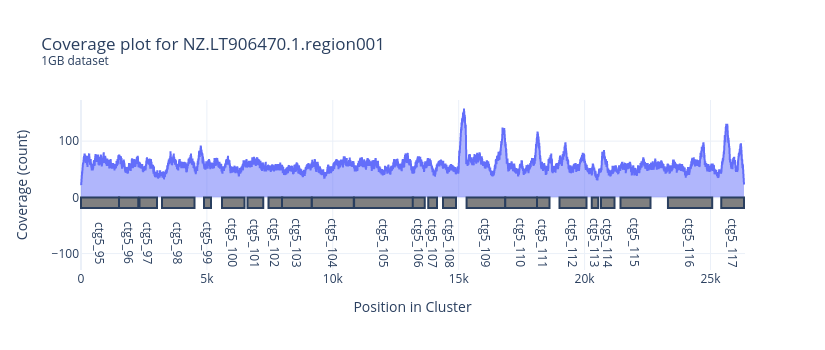 Coverage plot for NZ.LT906470.1.region001
1GB dataset
Coverage (count)
100
0
−100
ctg5_95
ctg5_96
ctg5_97
ctg5_98
ctg5_99
ctg5_100
ctg5_101
ctg5_102
ctg5_103
ctg5_104
ctg5_105
ctg5_106
ctg5_107
ctg5_108
ctg5_109
ctg5_110
ctg5_111
ctg5_112
ctg5_113
ctg5_114
ctg5_115
ctg5_116
ctg5_117
0
5k
10k
15k
20k
25k
Position in Cluster